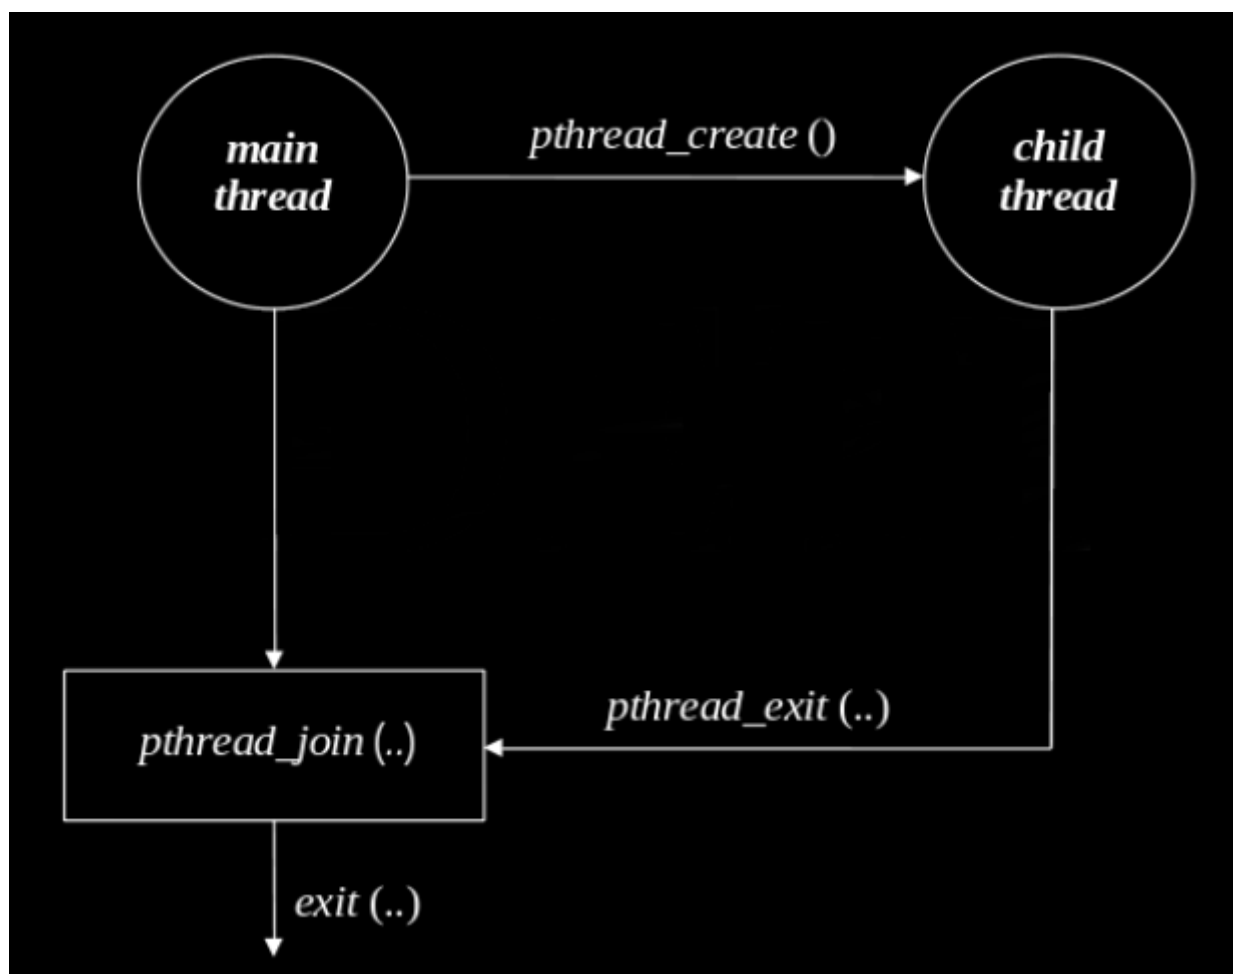 main
thread
pthread_create ()
child
thread
pthread_exit (..)
pthread_join (..)
exit (..)